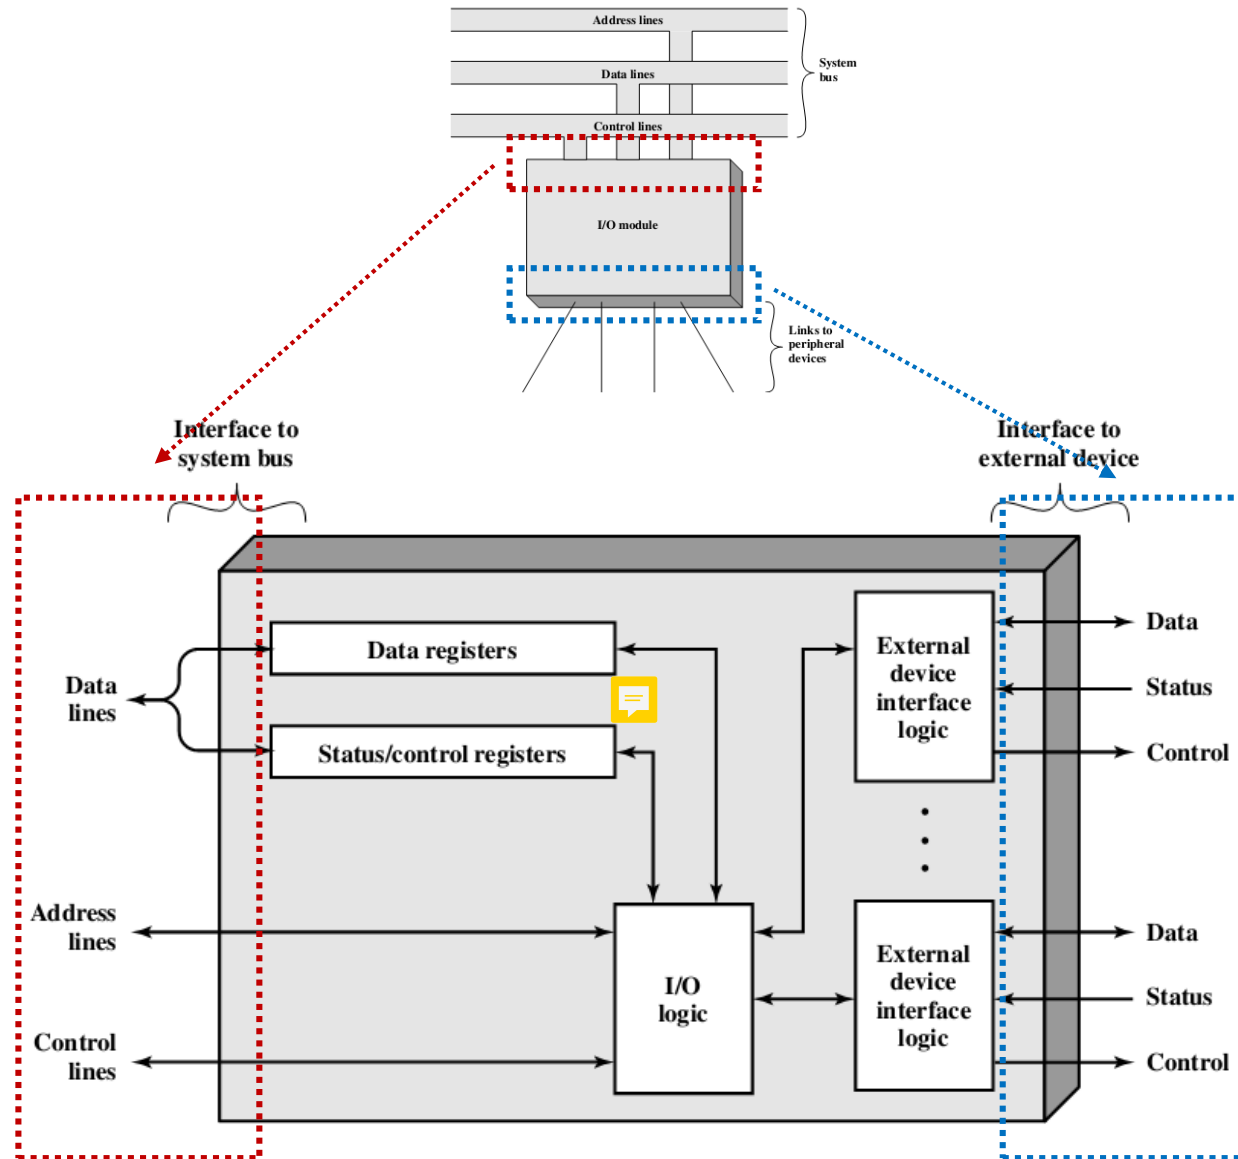 Address lines
System
bus
Data lines
Control lines
I/O module
Links to
peripheral
devices
Interface to
system bus
Interface to
external device
Data registers
Status/control registers
Data
lines
Address
lines
Control
lines
I/O
logic
External
device
interface
logic
Data
Status
Control
External
device
interface
logic
Data
Status
Control